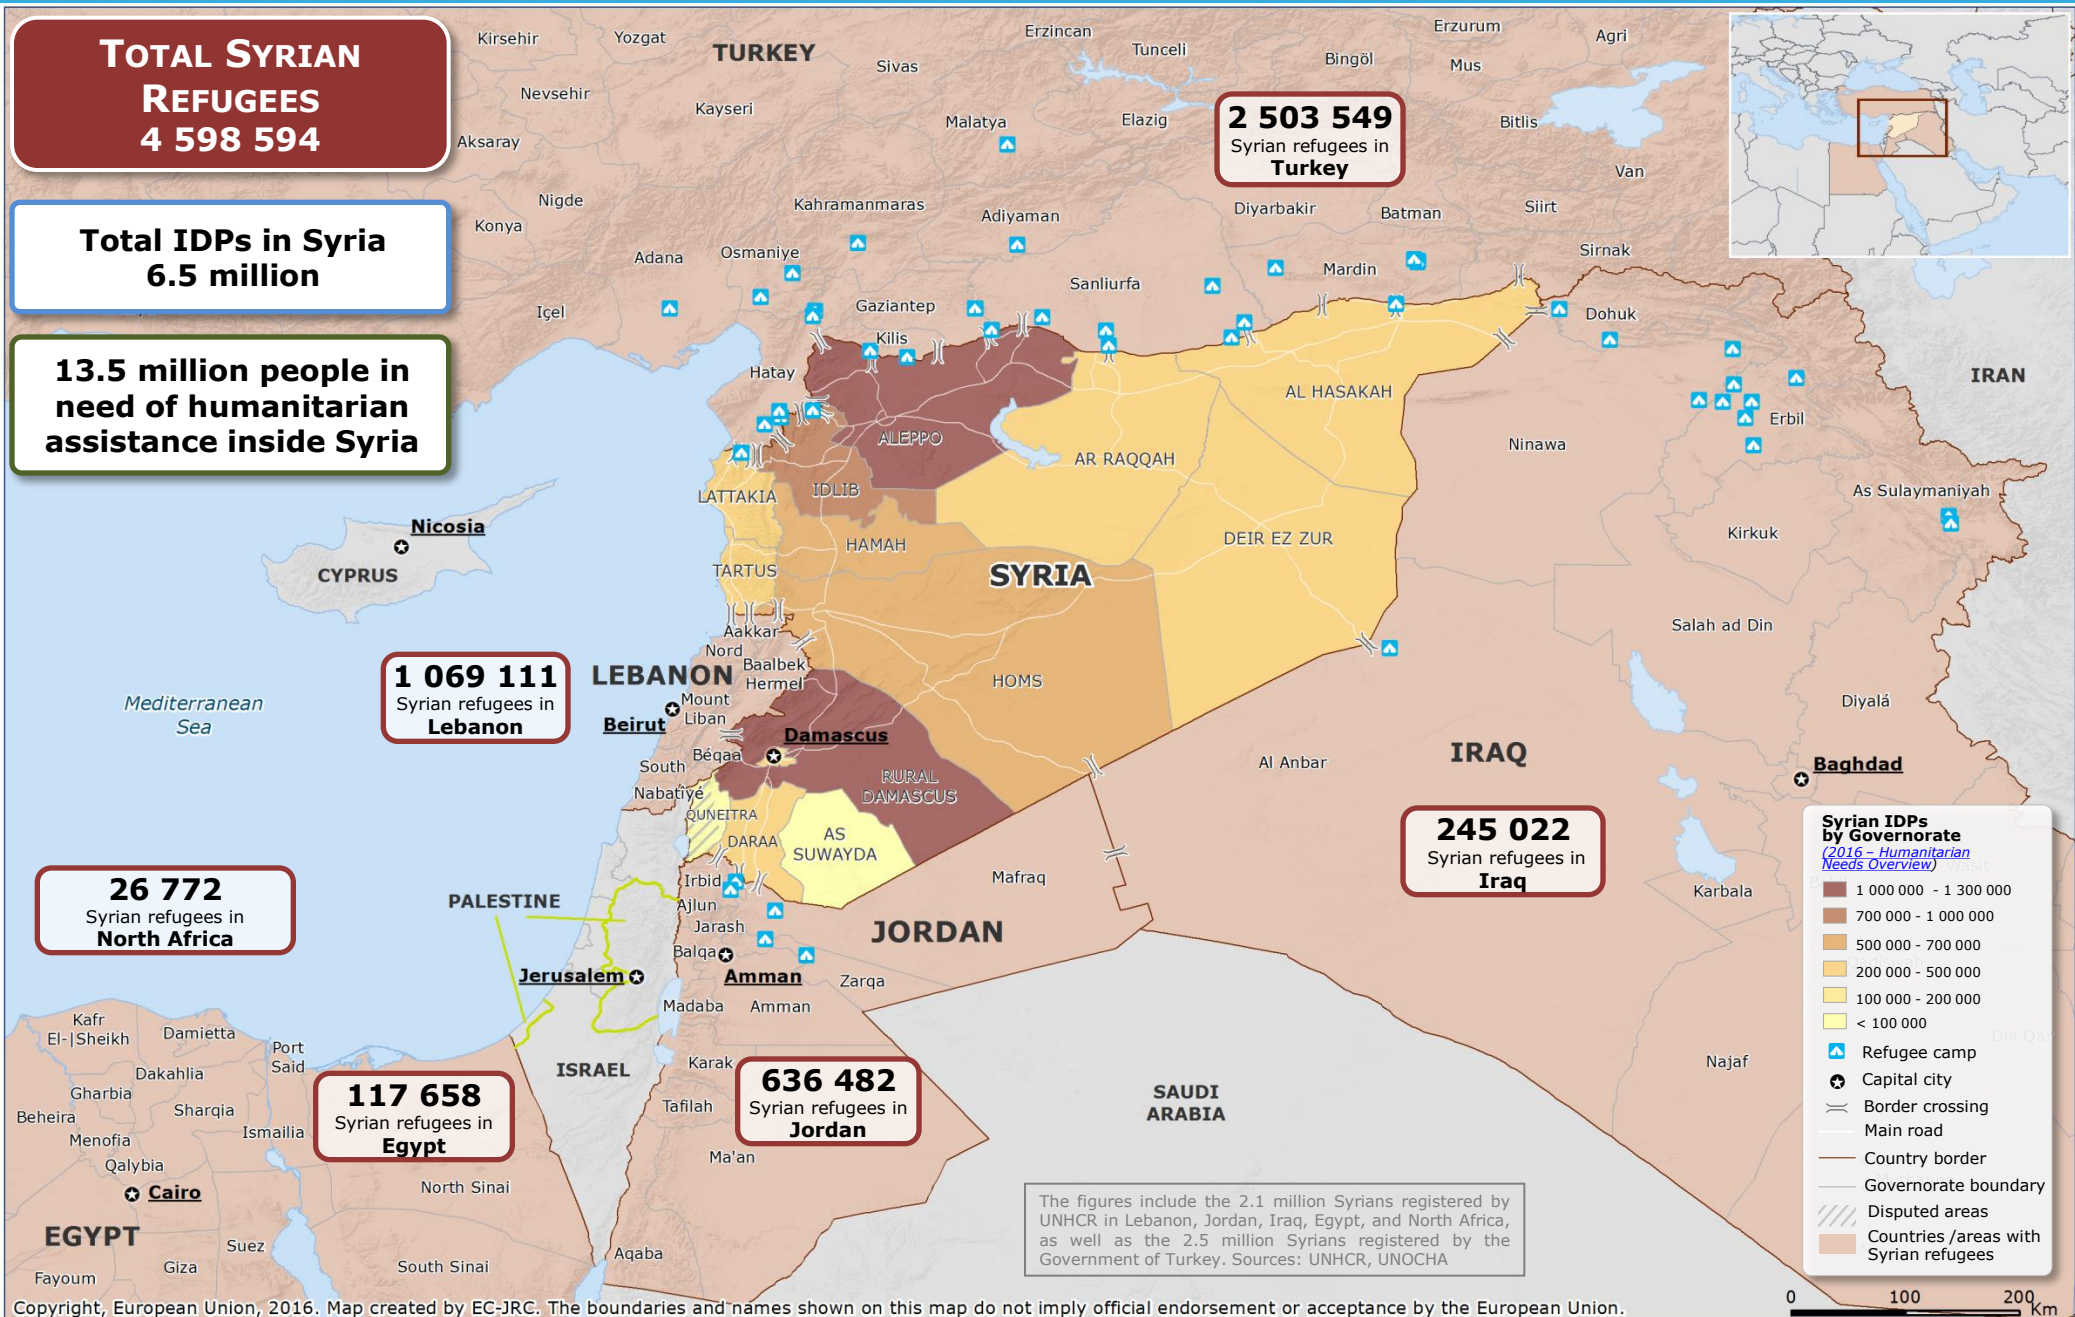 TOTAL SYRIAN
REFUGEES
4 598 594
Total IDPs in Syria
6.5 million
13.5 million people in
need of humanitarian
assistance inside Syria
Kirsehir
Yozgat
TURKEY
Sivas
Erzincan
Tunceli
Erzurum
Agri
Bingöl
Mus
Nevsehir
Kayseri
Aksaray
Malatya
Elazig
Bitlis
2 503 549
Syrian refugees in
Turkey
Van
Nigde
Konya
Kahramanmaras
Adiyaman
Diyarbakir
Batman
Siirt
Sirnak
Adana
Osmaniye
Sanliurfa
Mardin
Içel
Gaziantep
Kilis
Dohuk
Hatay
IRAN
AL HASAKAH
Erbil
ALEPPO
AR RAQQAH
Ninawa
LATTAKIA
IDLIB
As Sulaymaniyah
Nicosia
CYPRUS
HAMAH
DEIR EZ ZUR
Kirkuk
TARTUS
SYRIA
Salah ad Din
Aakkar
Nord
Baalbek
Hermel
1 069 111
Syrian refugees in
Lebanon
LEBANON
HOMS
Mediterranean
Sea
Mount
Liban
Beirut
Diyalá
Damascus
Béqaa
South
Nabatiyé
RURAL
DAMASCUS
Al Anbar
IRAQ
Baghdad
QUNEITRA
DARAA
AS
SUWAYDA
245 022
Syrian refugees in
Iraq
26 772
Syrian refugees in
North Africa
PALESTINE
Irbid
Ajlun
Jarash
Balqa
Mafraq
JORDAN
Karbala
Jerusalem
Amman
Zarqa
Madaba
Amman
Kafr
El-|Sheikh
Damietta
Port
Said
Dakahlia
Gharbia
Beheira
Sharqia
Menofia
Ismailia
Qalybia
117 658
Syrian refugees in
Egypt
ISRAEL
Karak
Tafilah
636 482
Syrian refugees in
Jordan
Ma'an
SAUDI
ARABIA
Najaf
Cairo
North Sinai
EGYPT
Suez
Giza
Fayoum
South Sinai
Aqaba
Syrian IDPs
by Governorate
(2016 – Humanitarian
Needs Overview)
Wasit
1 000 000 - 1 300 000
700 000 - 1 000 000
500 000 - 700 000
Qadisiyah
200 000 - 500 000
100 000 - 200 000
< 100 000
Dhi Qar
Refugee camp
Capital city
Border crossing
Main road
Country border
Governorate boundary
Disputed areas
Countries /areas with
Syrian refugees
The figures include the 2.1 million Syrians registered by
UNHCR in Lebanon, Jordan, Iraq, Egypt, and North Africa,
as well as the 2.5 million Syrians registered by the
Government of Turkey. Sources: UNHCR, UNOCHA
0 100 200
Km
Copyright, European Union, 2016. Map created by EC-JRC. The boundaries and names shown on this map do not imply official endorsement or acceptance by the European Union.